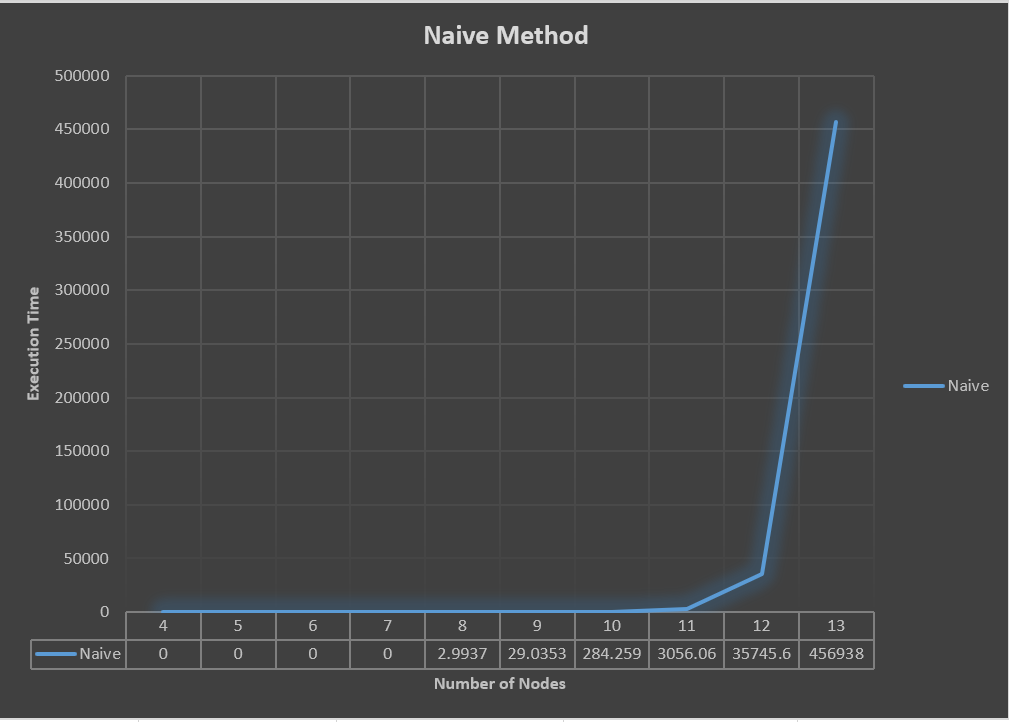 Naive Method
500000
450000
400000
350000
300000
250000
200000
150000
100000
50000
0
Execution Time
Naive
4 5 6 7 8 9 10 11 12 13
Naive 0 0 0 0 2.9937 29.0353 284.259 3056.06 35745.6 456938
Number of Nodes